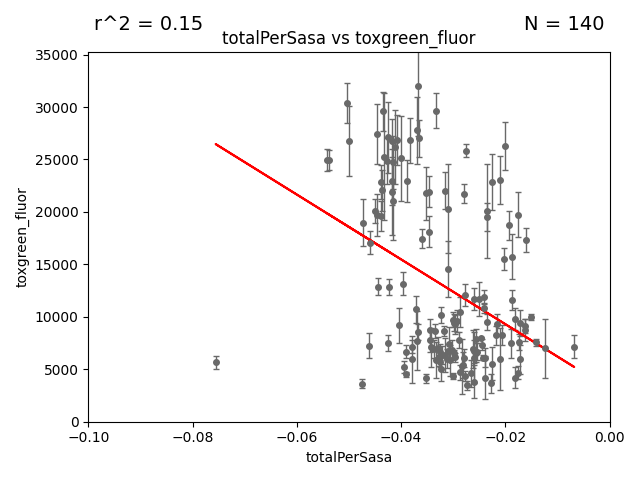 r^2 = 0.15
N = 140
totalPerSasa vs toxgreen_fluor
35000
30000
25000
20000
15000
10000
5000
0
toxgreen_fluor
−0.10
−0.08
−0.06
−0.04
−0.02
0.00
totalPerSasa